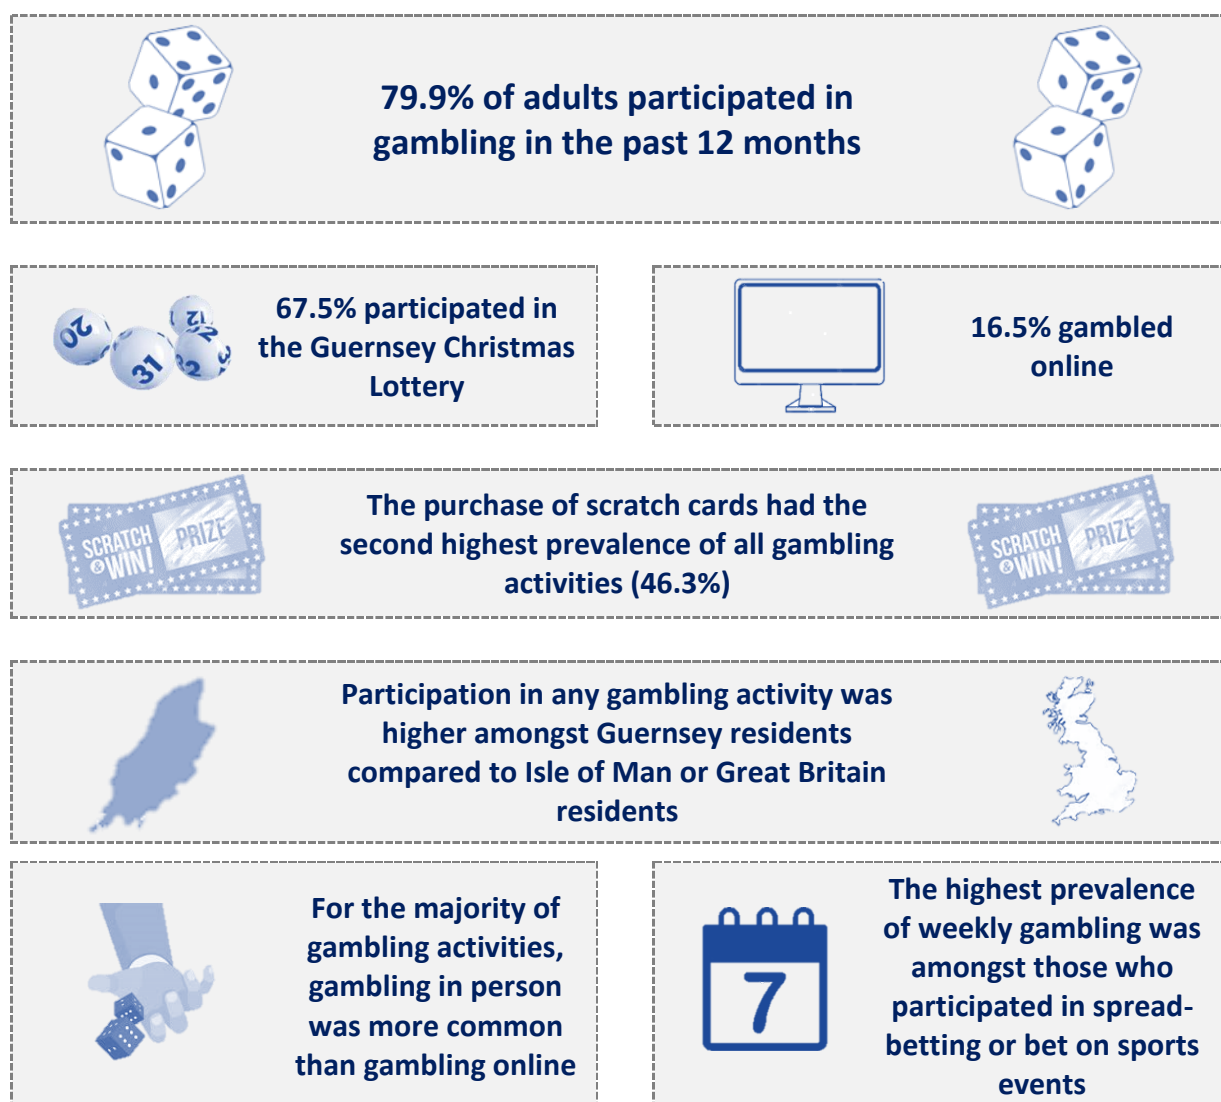 79.9% of adults participated in
gambling in the past 12 months
20
31
12
22
3
67.5% participated in
the Guernsey Christmas
Lottery
16.5% gambled
online
SCRATCH
& WIN!
PRIZE
The purchase of scratch cards had the
second highest prevalence of all gambling
activities (46.3%)
SCRATCH
& WIN!
PRIZE
Participation in any gambling activity was
higher amongst Guernsey residents
compared to Isle of Man or Great Britain
residents
For the majority of
gambling activities,
gambling in person
was more common
than gambling online
7
The highest prevalence
of weekly gambling was
amongst those who
participated in spread-
betting or bet on sports
events